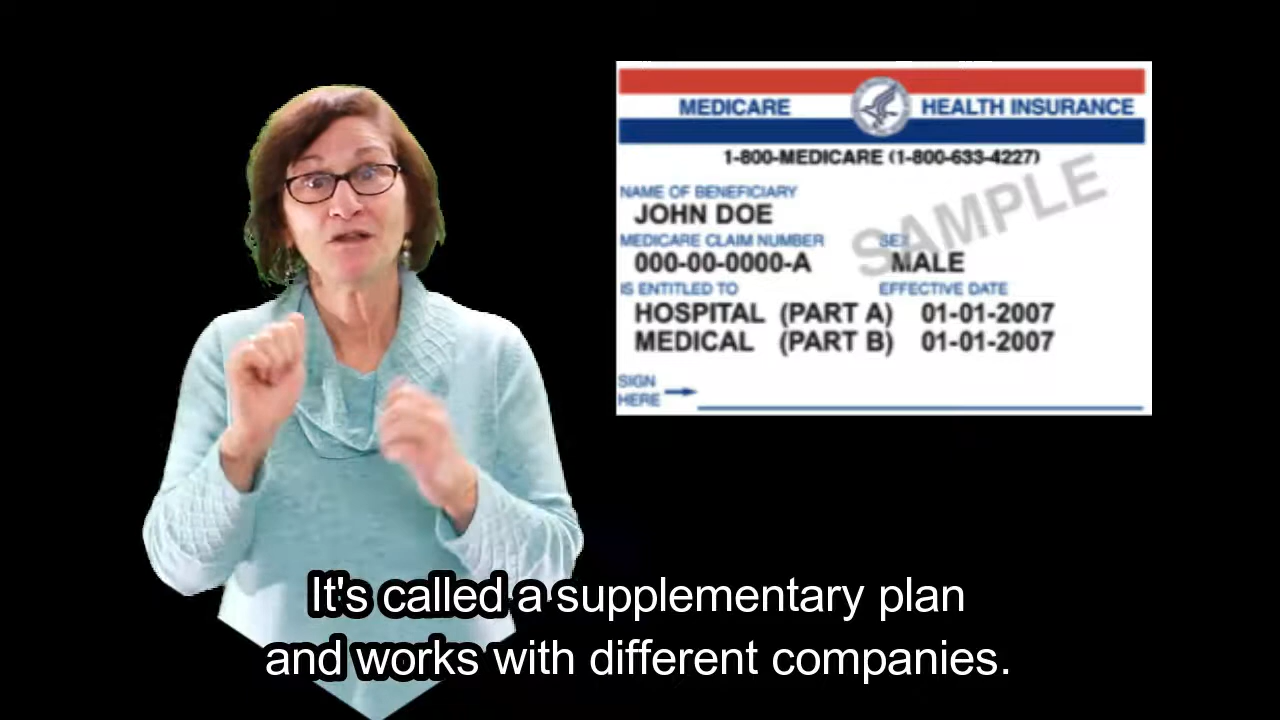 MEDICARE HEALTH INSURANCE
1-800-MEDICARE (1-800-633-4227)
SAMPLE
NAME OF BENEFICIARY
JOHN DOE
MEDICARE CLAIM NUMBER SEX
000-00-0000-A MALE
IS ENTITLED TO EFFECTIVE DATE
HOSPITAL (PART A) 01-01-2007
MEDICAL (PART B) 01-01-2007
SIGN
HERE
It's called a supplementary plan
and works with different companies.